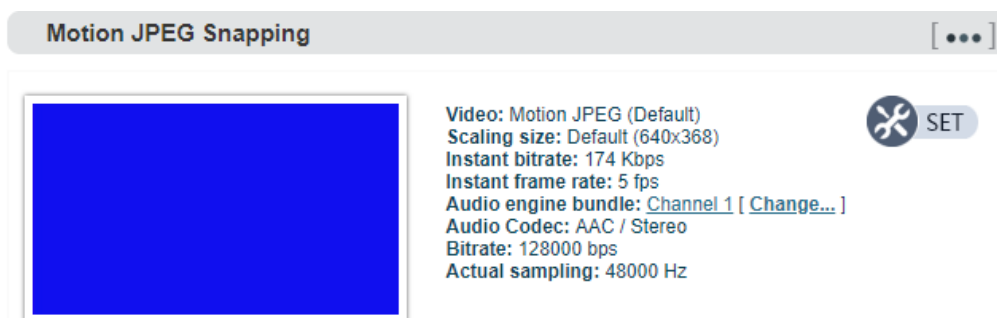 Motion JPEG Snapping
[ ••• ]
Video: Motion JPEG (Default)
SET
Scaling size: Default (640x368)
Instant bitrate: 174 Kbps
Instant frame rate: 5 fps
Audio engine bundle: Channel 1 [ Change... ]
Audio Codec: AAC / Stereo
Bitrate: 128000 bps
Actual sampling: 48000 Hz